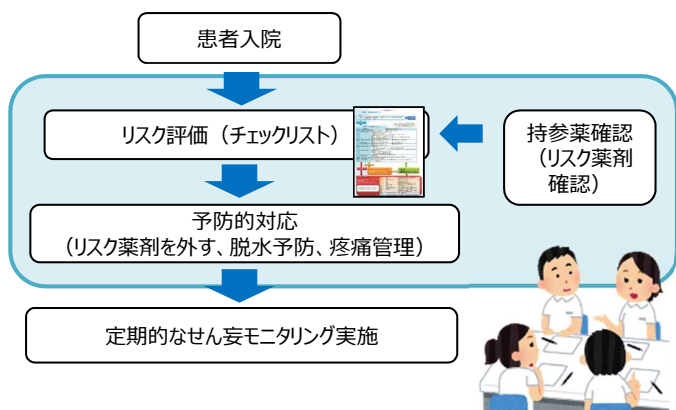 患者入院
リスク評価（チェックリスト）
持参薬確認
（リスク薬剤
確認）
予防的対応
（リスク薬剤を外す、脱水予防、疼痛管理）
定期的なせん妄モニタリング実施